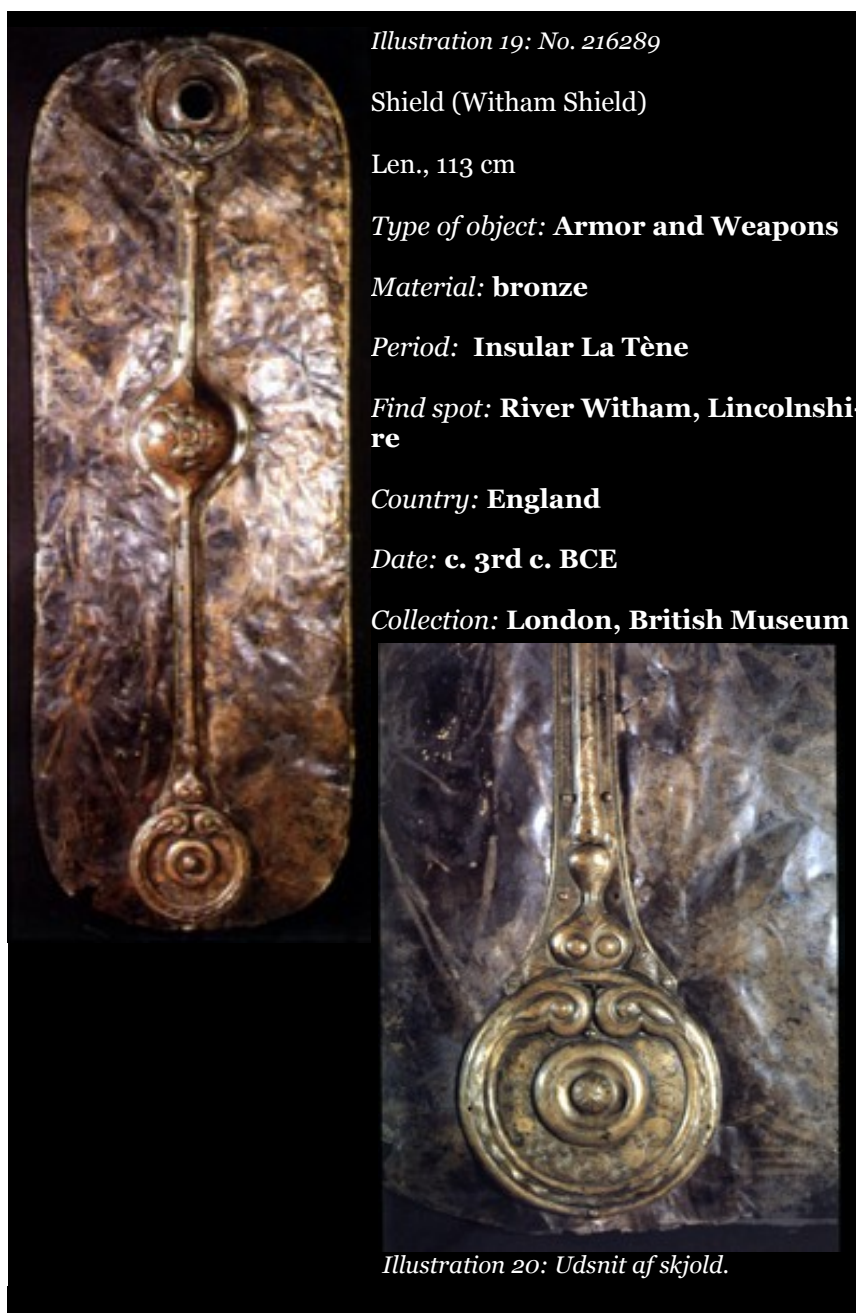 Illustration 19: No. 216289
Shield (Witham Shield)
Len., 113 cm
Type of object: Armor and Weapons
Material: bronze
Period: Insular La Tène
Find spot: River Witham, Lincolnshi-
re
Country: England
Date: c. 3rd c. BCE
Collection: London, British Museum
Illustration 20: Udsnit af skjold.